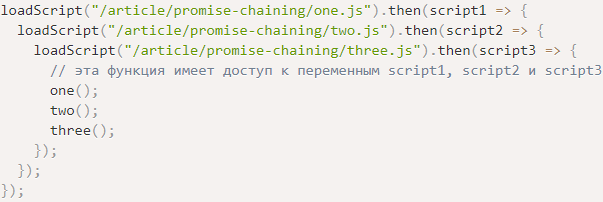 loadScript("/article/promise-chaining/one.js").then(script1 => {
  loadScript("/article/promise-chaining/two.js").then(script2 => {
    loadScript("/article/promise-chaining/three.js").then(script3 => {
      // эта функция имеет доступ к переменным script1, script2 и script3
      one();
      two();
      three();
    });
  });
});